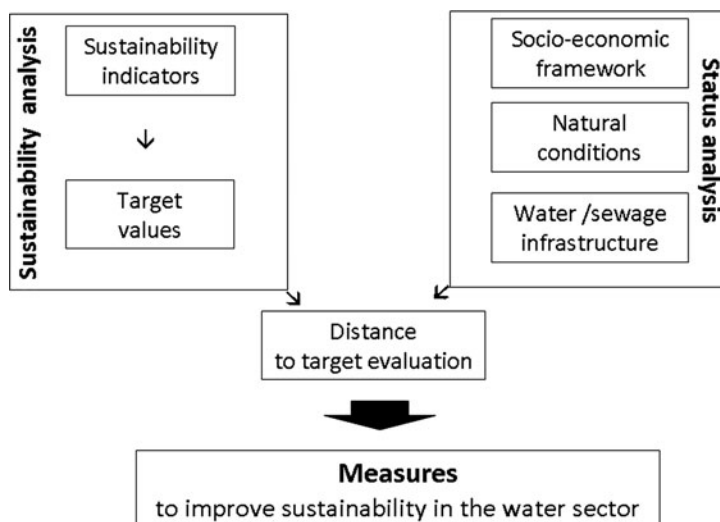 Sustainability analysis
Sustainability
indicators
Target
values
Status analysis
Socio-economic
framework
Natural
conditions
Water /sewage
infrastructure
Distance
to target evaluation
Measures
to improve sustainability in the water sector